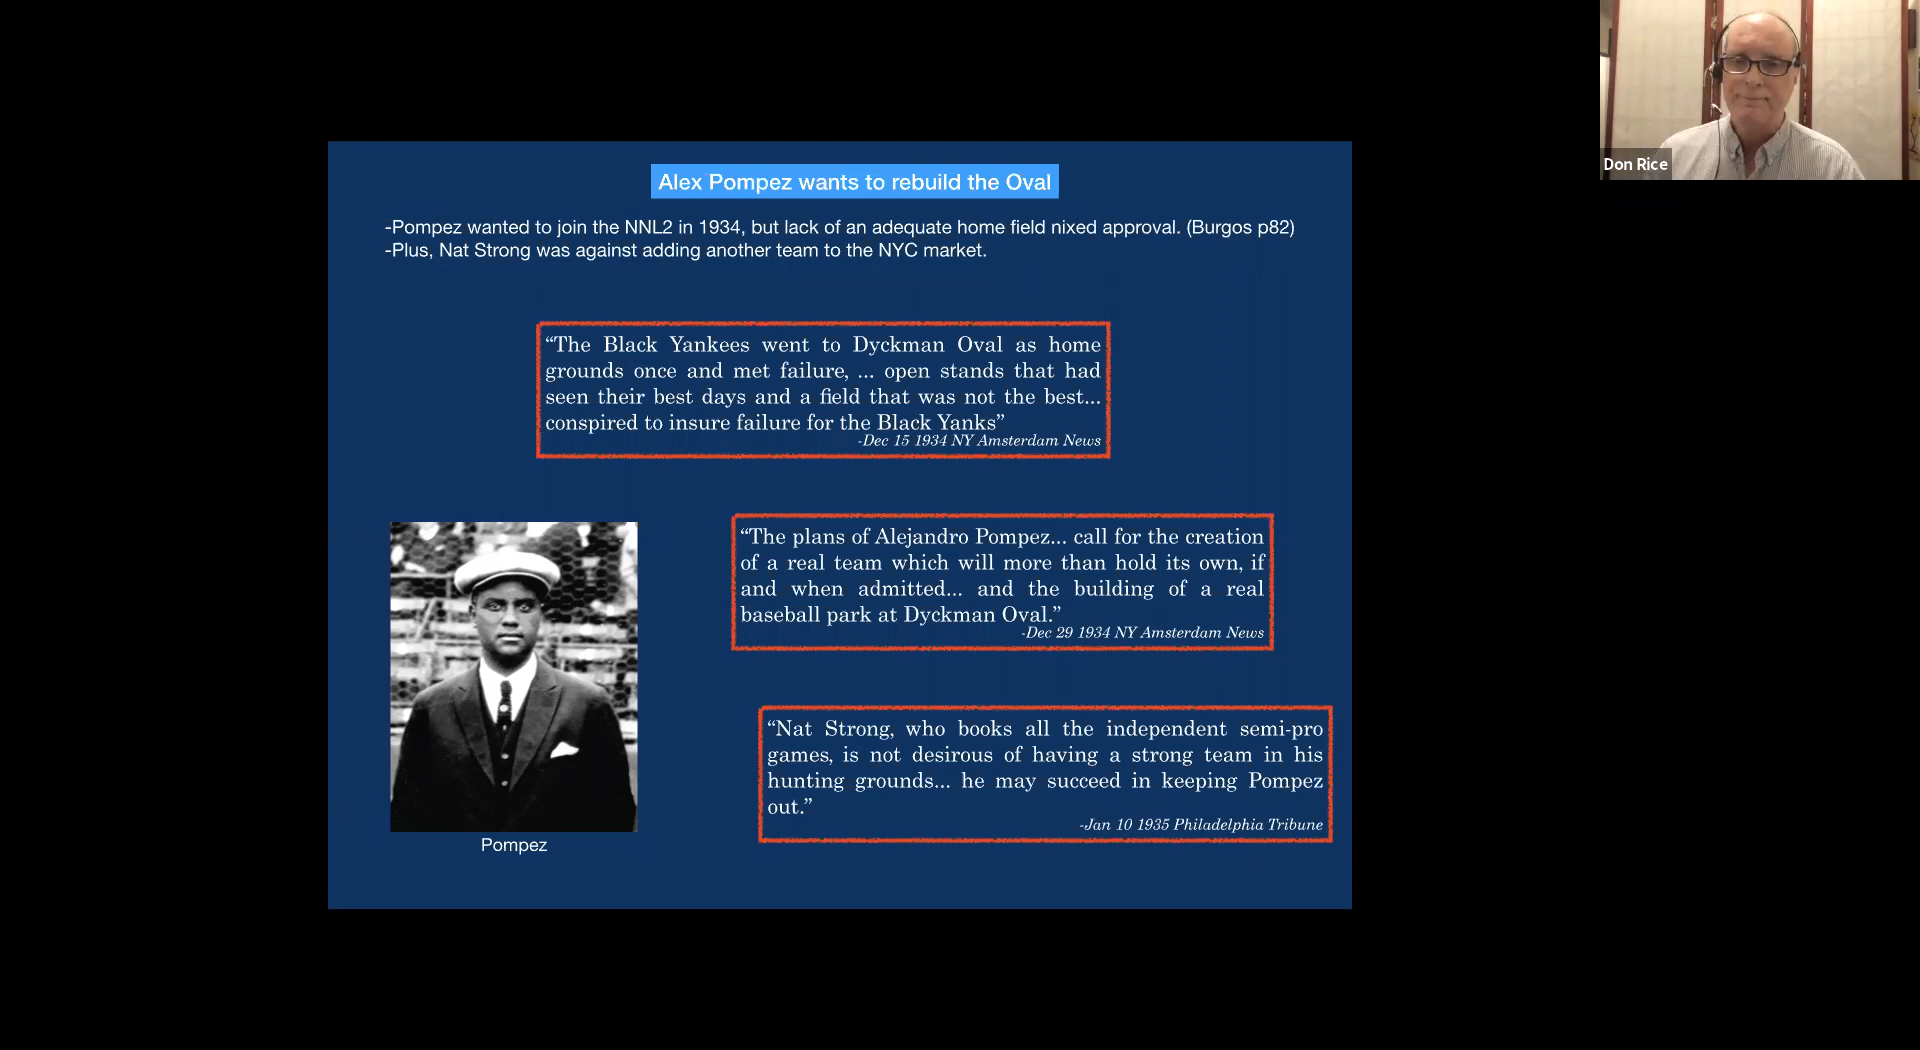 Alex Pompez wants to rebuild the Oval
-Pompez wanted to join the NNL2 in 1934, but lack of an adequate home field nixed approval. (Burgos p82)
-Plus, Nat Strong was against adding another team to the NYC market.
“The Black Yankees went to Dyckman Oval as home
grounds once and met failure, ... open stands that had
seen their best days and a field that was not the best...
conspired to insure failure for the Black Yanks”
-Dec 15 1934 NY Amsterdam News
“The plans of Alejandro Pompez... call for the creation
of a real team which will more than hold its own, if
and when admitted... and the building of a real
baseball park at Dyckman Oval.”
-Dec 29 1934 NY Amsterdam News
“Nat Strong, who books all the independent semi-pro
games, is not desirous of having a strong team in his
hunting grounds... he may succeed in keeping Pompez
out.”
-Jan 10 1935 Philadelphia Tribune
Pompez
Don Rice